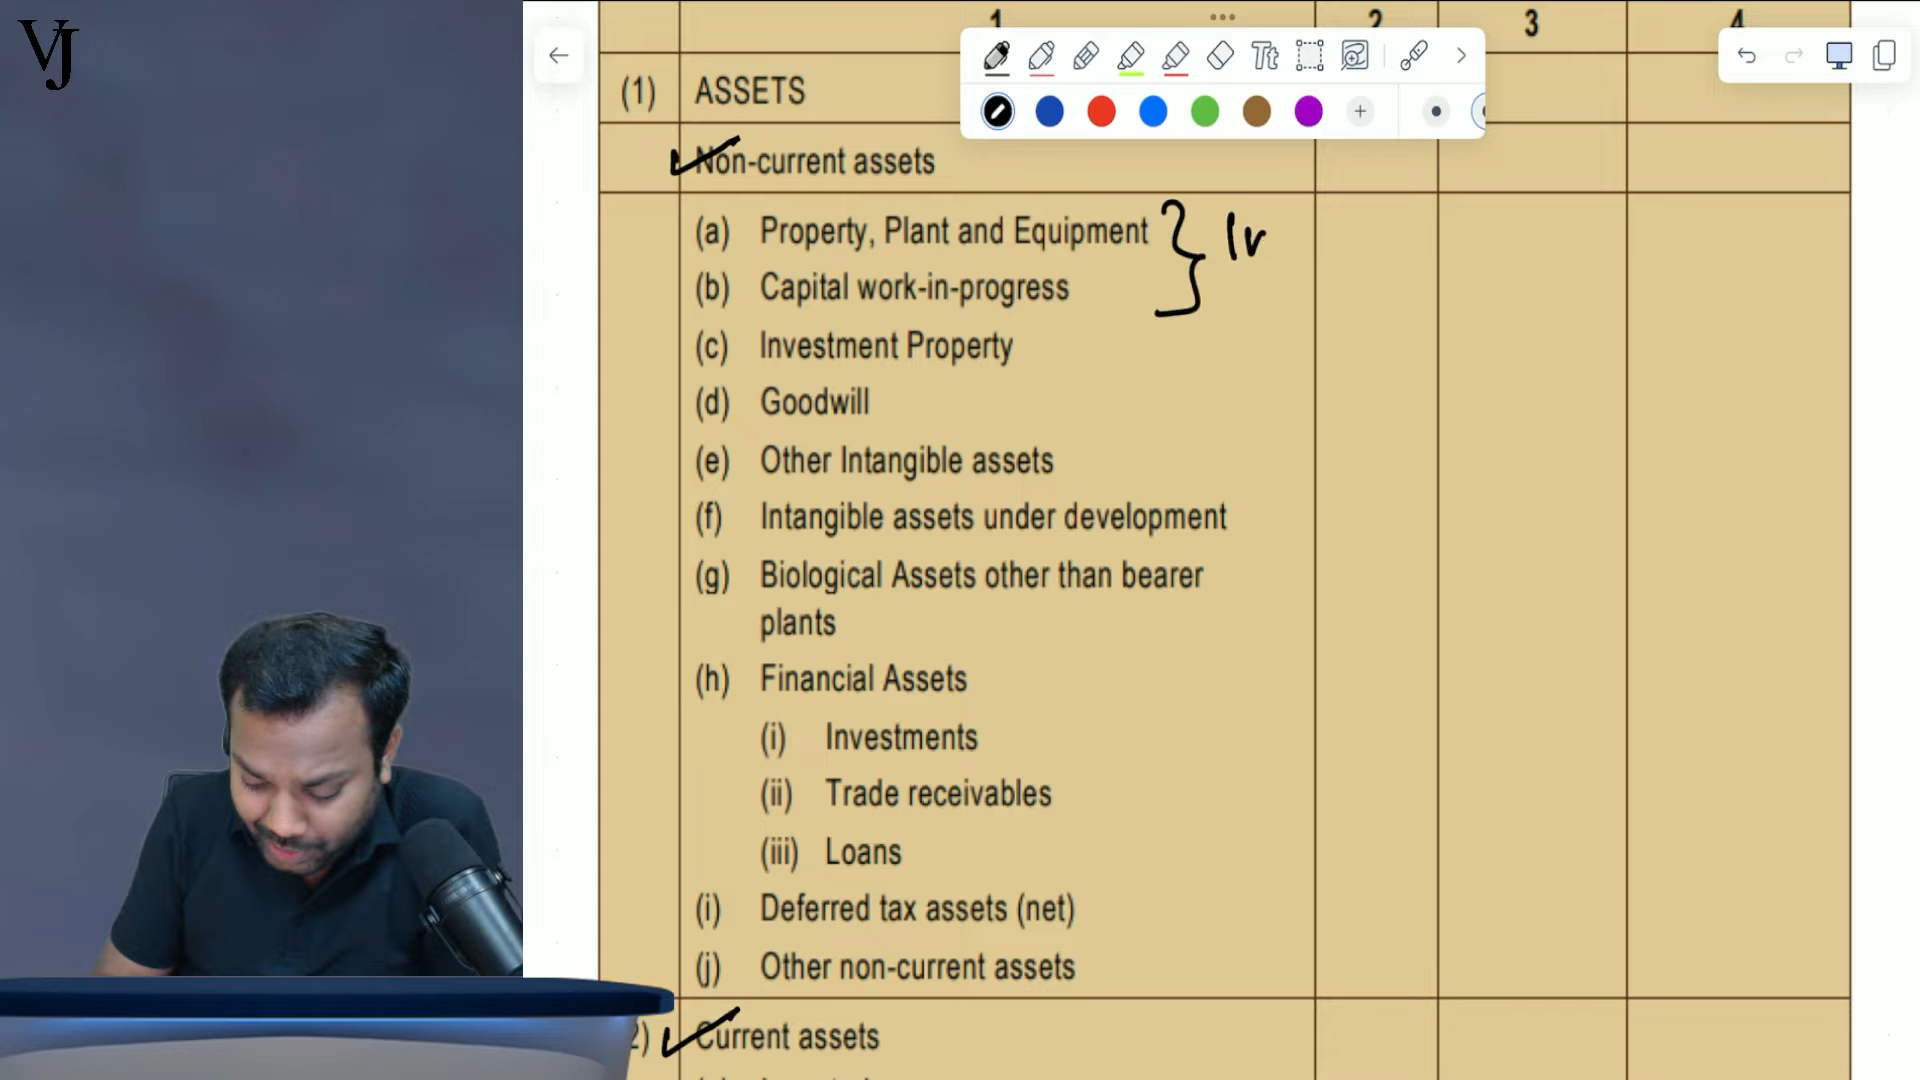 VJ
1 2 3 4
(1) ASSETS
Non-current assets
(a) Property, Plant and Equipment
(b) Capital work-in-progress
(c) Investment Property
(d) Goodwill
(e) Other Intangible assets
(f) Intangible assets under development
(g) Biological Assets other than bearer
plants
(h) Financial Assets
(i) Investments
(ii) Trade receivables
(iii) Loans
(i) Deferred tax assets (net)
(j) Other non-current assets
Current assets